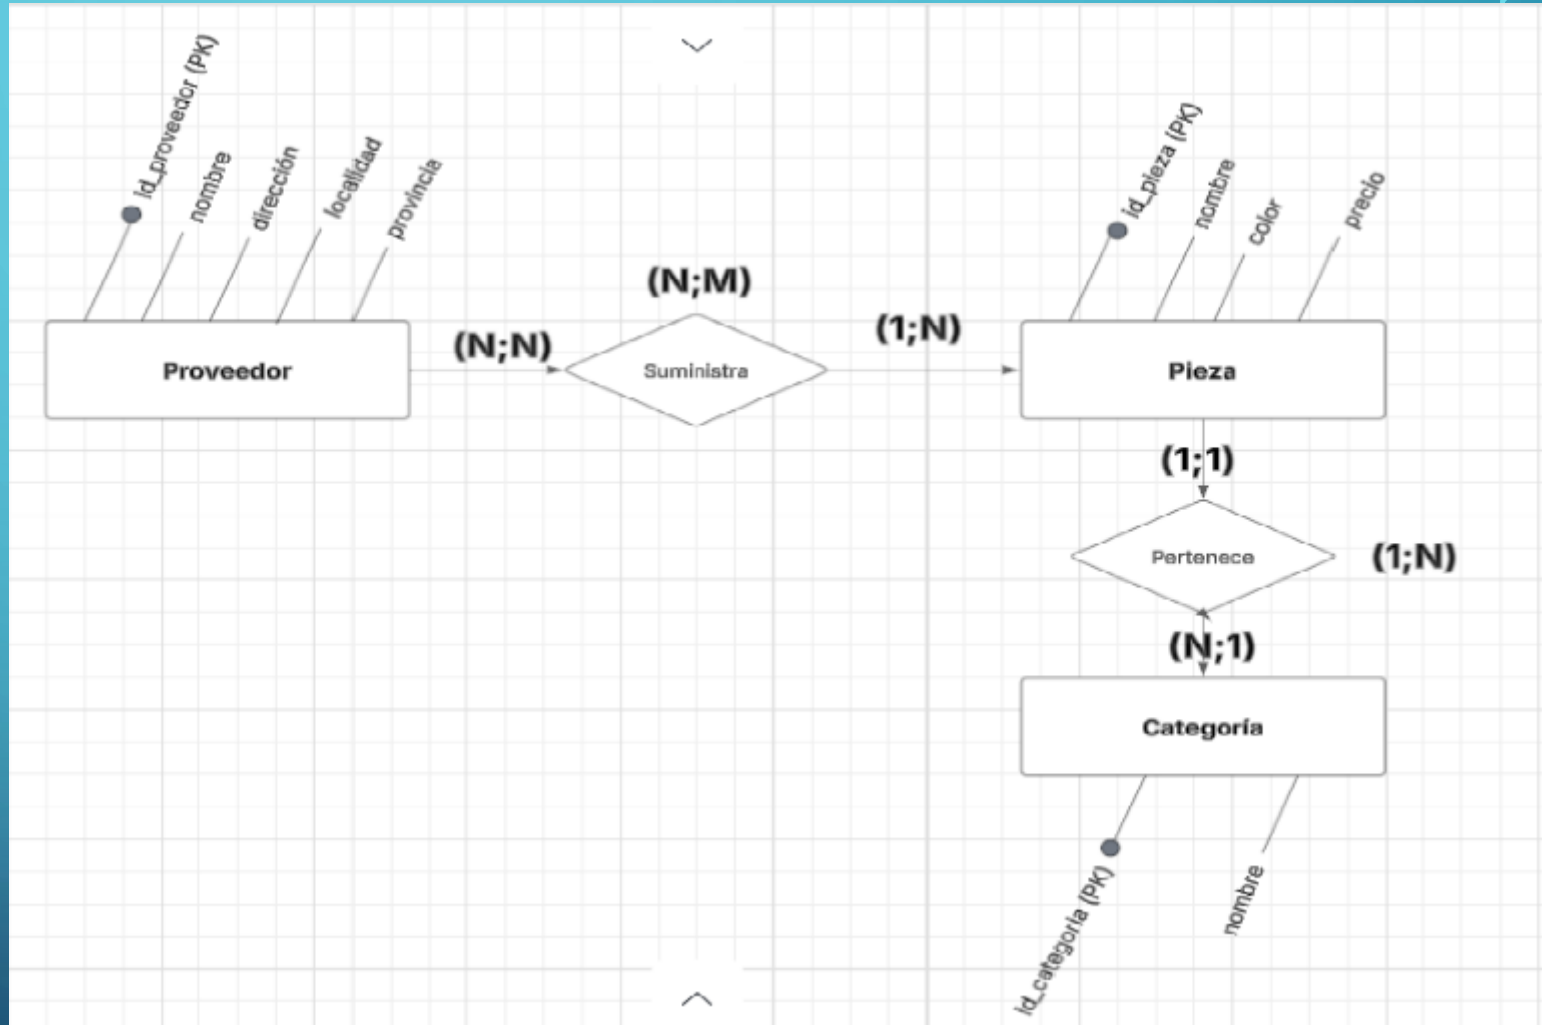 id_proveedor (PK)
nombre
dirección
localidad
provincia
id_pieza (PK)
nombre
color
precio
(N;M)
(N;N)
(1;N)
Proveedor
Suministra
Pieza
(1;1)
Pertenece
(1;N)
(N;1)
Categoría
id_categoria (PK)
nombre